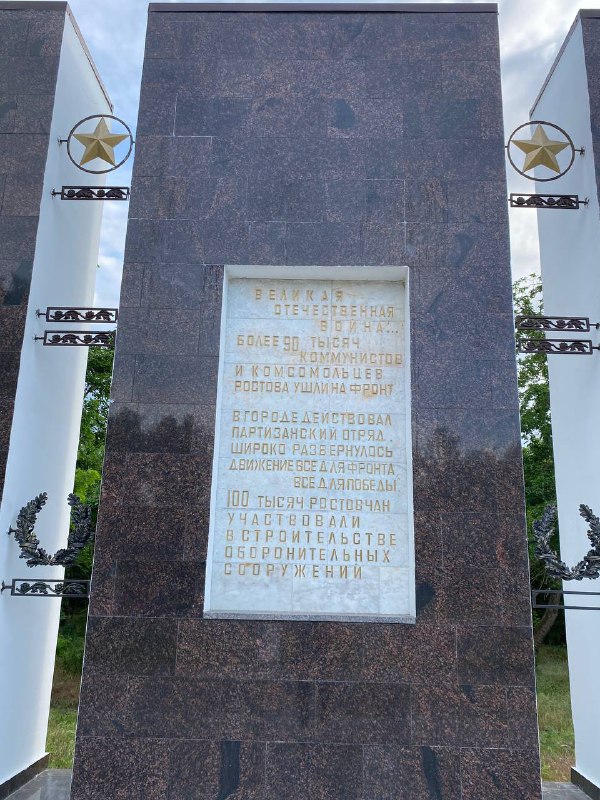 ВЕЛИКАЯ
ОТЕЧЕСТВЕННАЯ
ВОЙНА...
БОЛЕЕ 90 ТЫСЯЧ
КОММУНИСТОВ
И КОМСОМОЛЬЦЕВ
РОСТОВА УШЛИ НА ФРОНТ
В ГОРОДЕ ДЕЙСТВОВАЛ
ПАРТИЗАНСКИЙ ОТРЯД.
ШИРОКО РАЗВЕРНУЛОСЬ
ДВИЖЕНИЕ ВСЕ ДЛЯ ФРОНТА
ВСЁ ДЛЯ ПОБЕДЫ.
100 ТЫСЯЧ РОСТОВЧАН
УЧАСТВОВАЛИ
В СТРОИТЕЛЬСТВЕ
ОБОРОНИТЕЛЬНЫХ
СООРУЖЕНИЙ